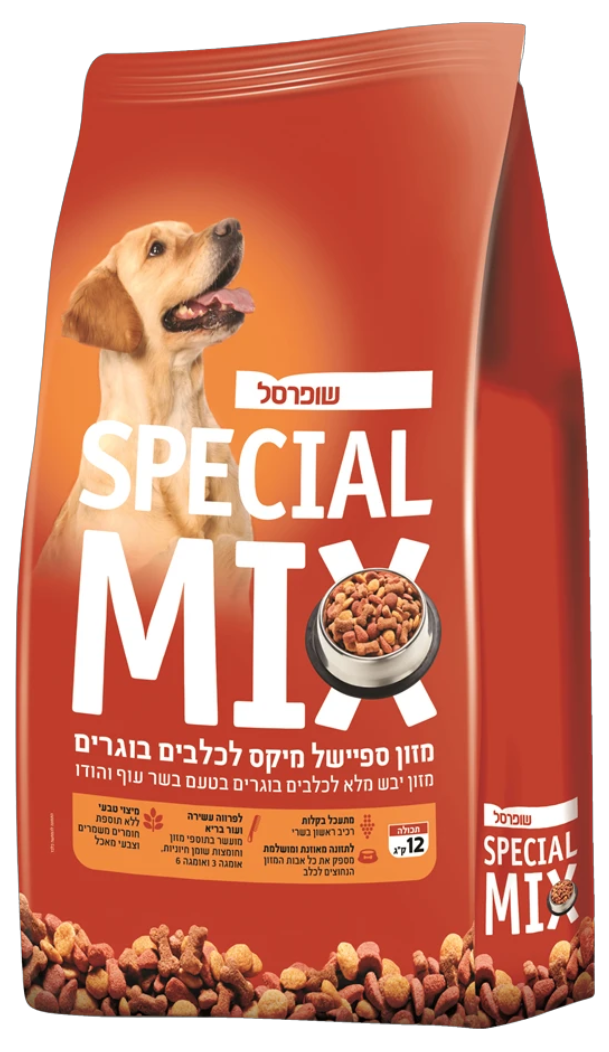 שופרסל
SPECIAL
MIX
מזון ספיישל מיקס לכלבים בוגרים
מזון יבש מלא לכלבים בוגרים בטעם בשר עוף והודו
תכולה
12 ק"ג
מתעכל בקלות
רכיב ראשון בשרי
לתזונה מאוזנת ומושלמת
מספק את כל אבות המזון
הנחוצים לכלב
לפרווה עשירה
ועור בריא
מועשר בתוספי מזון
וחומצות שומן חיוניות,
אומגה 3 ואומגה 6
מיצוי טבעי
ללא תוספת
חומרים משמרים
וצבעי מאכל
שופרסל
SPECIAL
MIX